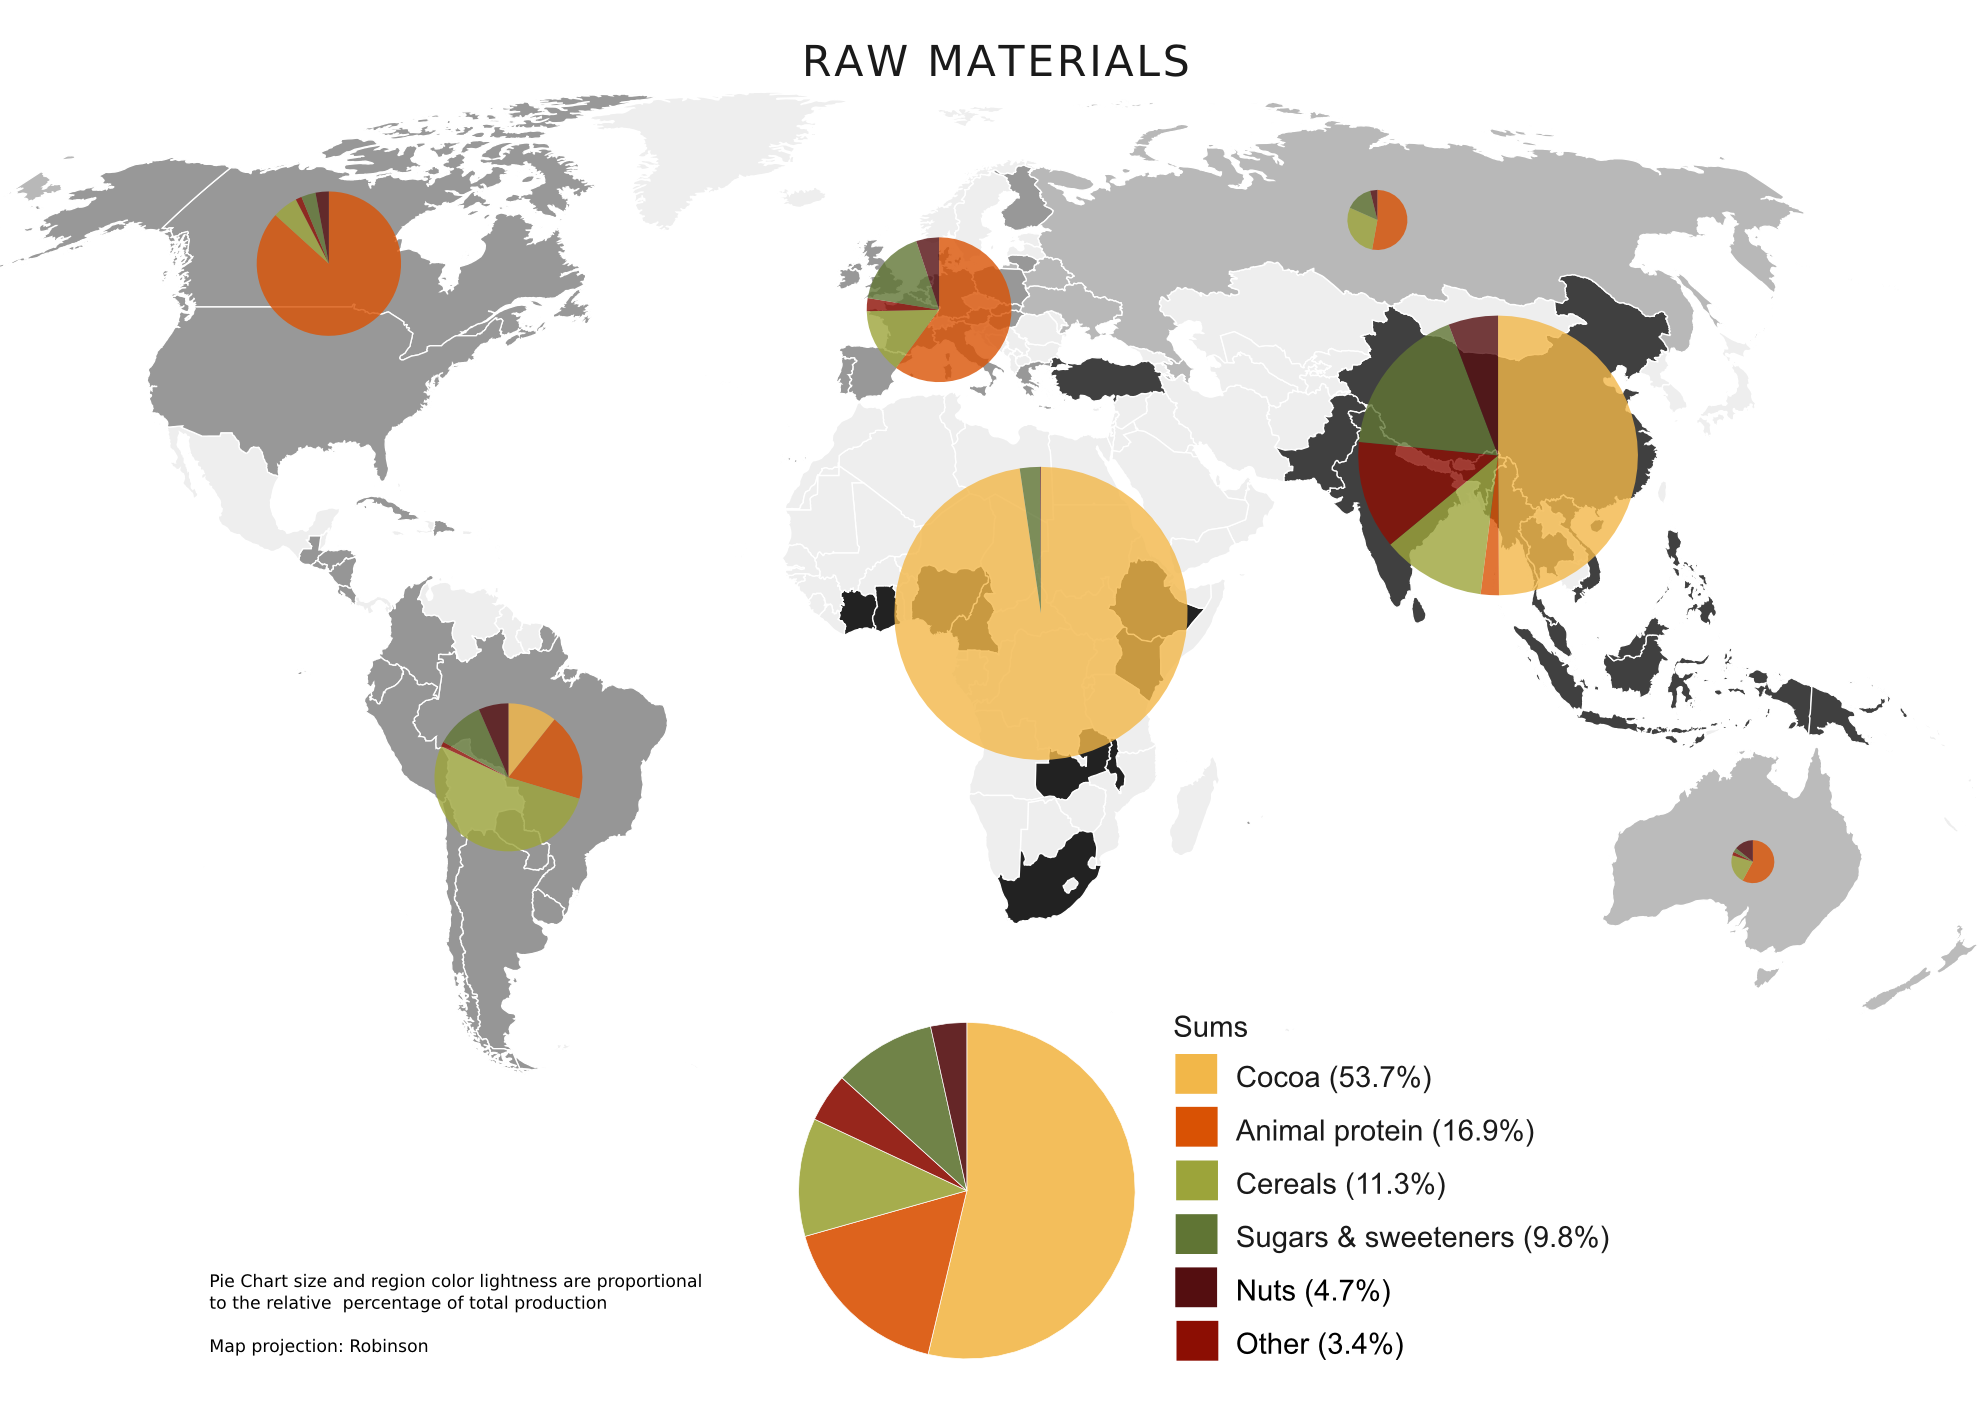 RAW MATERIALS
Sums
Cocoa (53.7%)
Animal protein (16.9%)
Cereals (11.3%)
Sugars & sweeteners (9.8%)
Nuts (4.7%)
Other (3.4%)
Pie Chart size and region color lightness are proportional
to the relative  percentage of total production
Map projection: Robinson